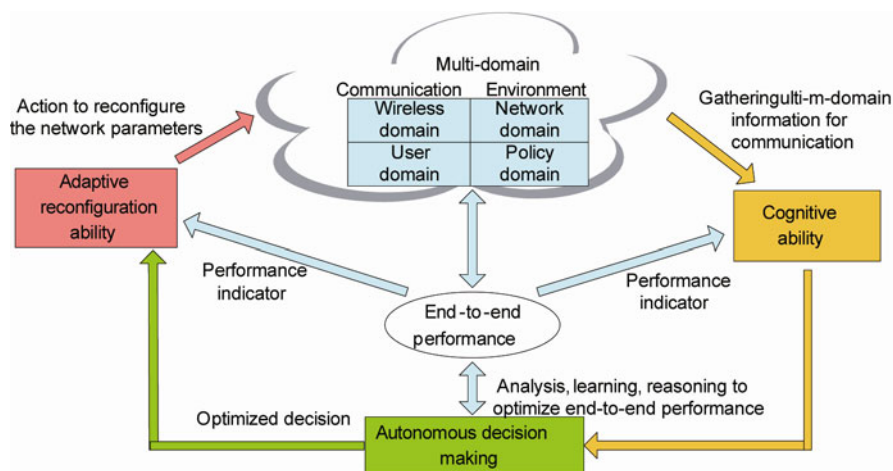 Multi-domain
Communication Environment
Wireless domain
Network domain
User domain
Policy domain
Action to reconfigure
the network parameters
Gatheringulti-m-domain
information for
communication
Adaptive
reconfiguration
ability
Cognitive
ability
Performance
indicator
Performance
indicator
End-to-end
performance
Analysis, learning, reasoning to
optimize end-to-end performance
Optimized decision
Autonomous decision
making